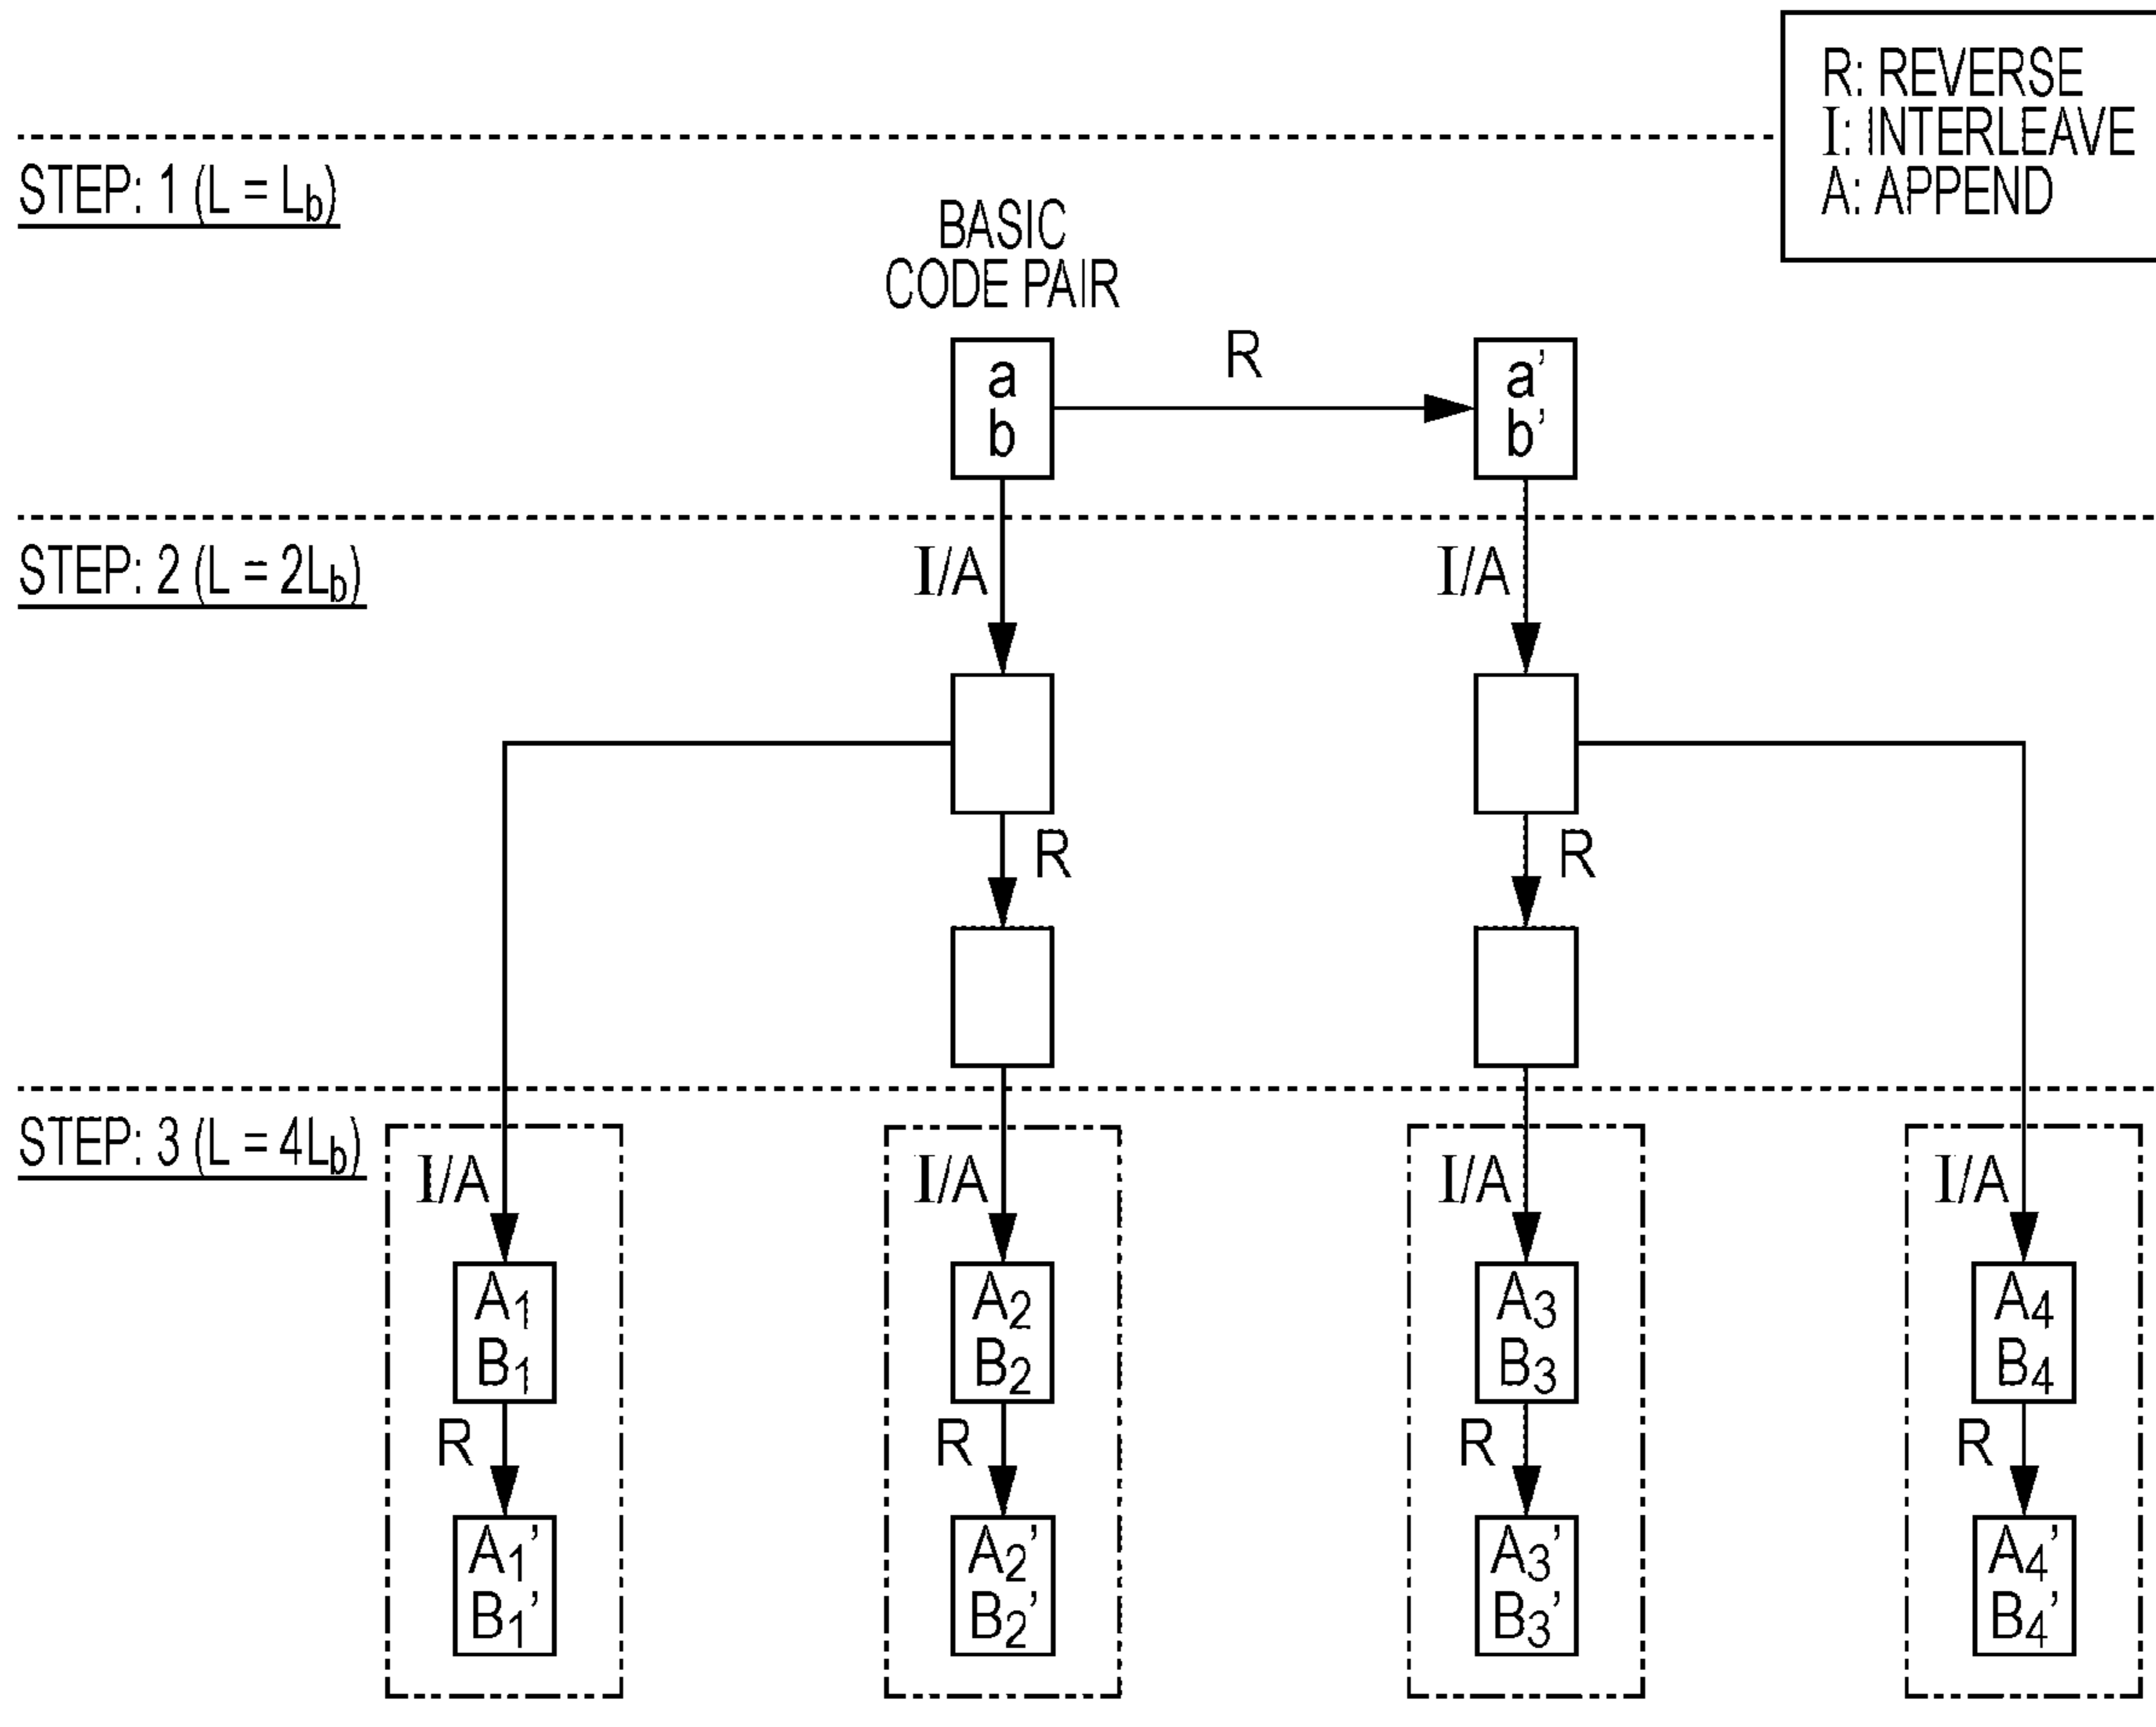 R: REVERSE
I: INTERLEAVE
A: APPEND
STEP: 1 (L = Lb)
BASIC
CODE PAIR
R
a
b
a’
b’
STEP: 2 (L = 2Lb)
I/A
I/A
R
R
STEP: 3 (L = 4Lb)
I/A
I/A
I/A
I/A
A1
B1
A2
B2
A3
B3
A4
B4
R
R
R
R
A1’
B1’
A2’
B2’
A3’
B3’
A4’
B4’